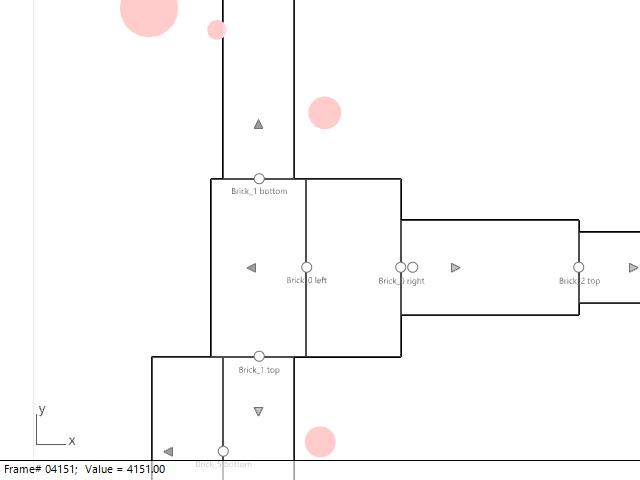 Brick_1 bottom
Brick_0 left
Brick_0 right
Brick_2 top
Brick_1 top
y
x
Brick_5 bottom
Frame# 04151; Value = 4151.00